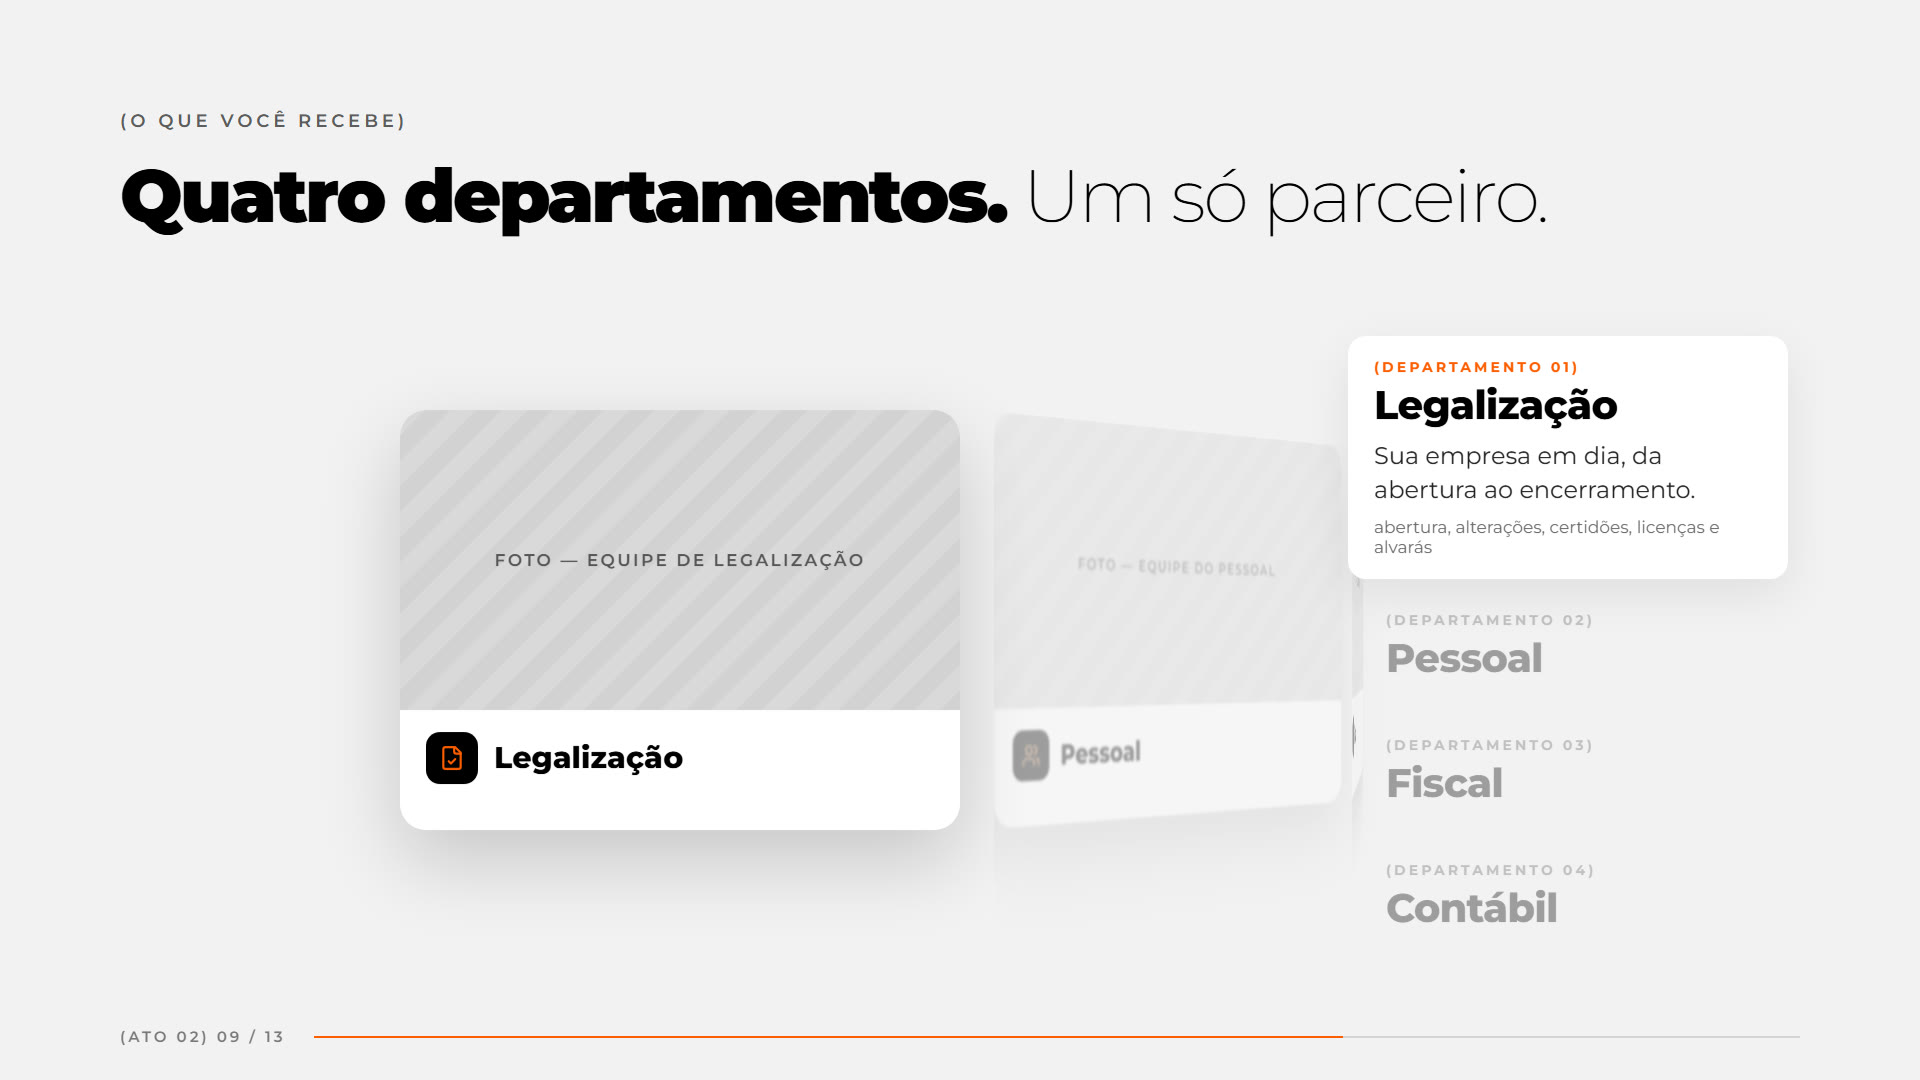 (O QUE VOCÊ RECEBE)
Quatro departamentos. Um só parceiro.
FOTO — EQUIPE DE LEGALIZAÇÃO
Legalização
FOTO — EQUIPE DO PESSOAL
Pessoal
(DEPARTAMENTO 01)
Legalização
Sua empresa em dia, da
abertura ao encerramento.
abertura, alterações, certidões, licenças e
alvarás
(DEPARTAMENTO 02)
Pessoal
(DEPARTAMENTO 03)
Fiscal
(DEPARTAMENTO 04)
Contábil
(ATO 02) 09 / 13